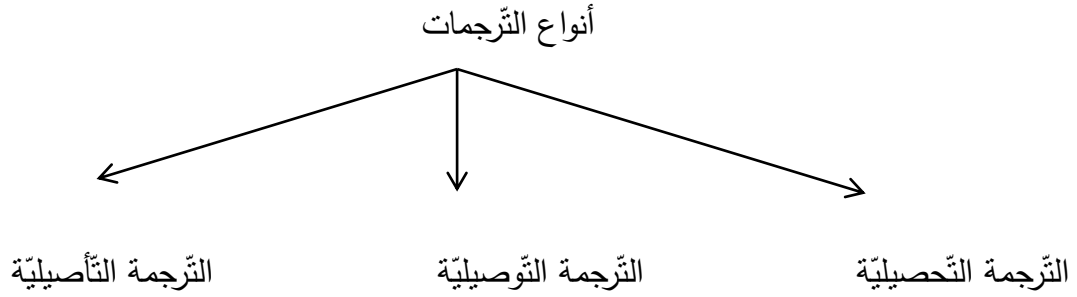 أنواع التّرجمات
التّرجمة التّحصيليّة
التّرجمة التّوصيليّة
التّرجمة التّأصيليّة